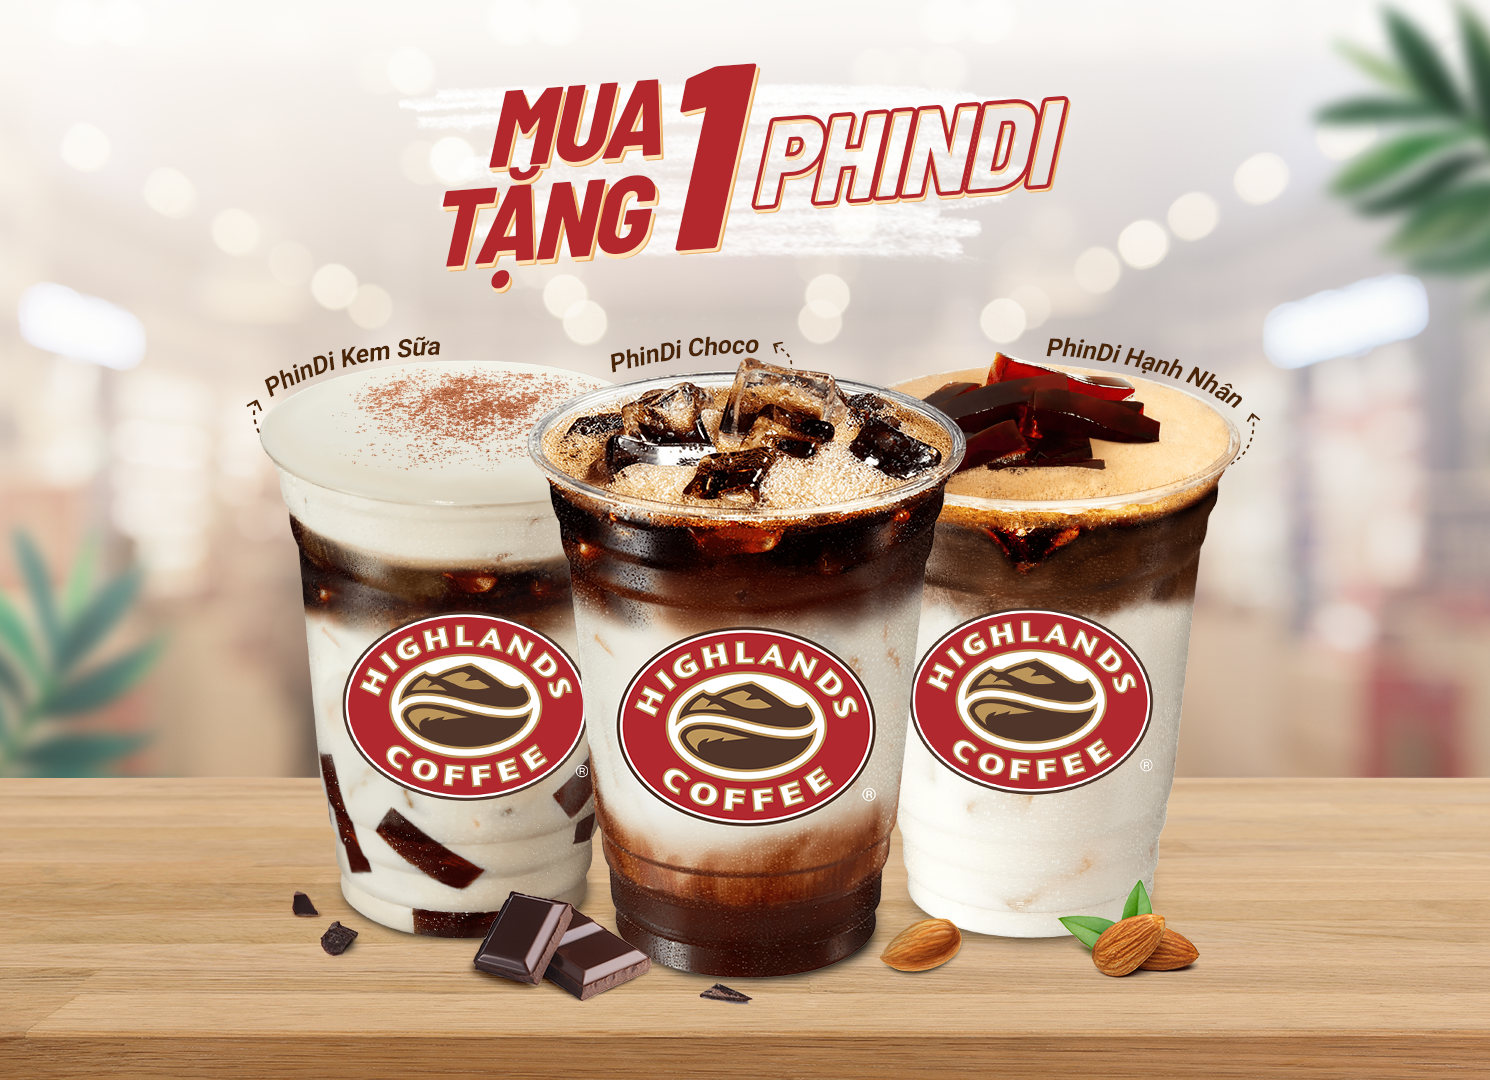 MUA 1 PHINDI
TẶNG
PhinDi Kem Sữa
PhinDi Choco
PhinDi Hạnh Nhân
HIGHLANDS
COFFEE
®
HIGHLANDS
COFFEE
®
HIGHLANDS
COFFEE
®